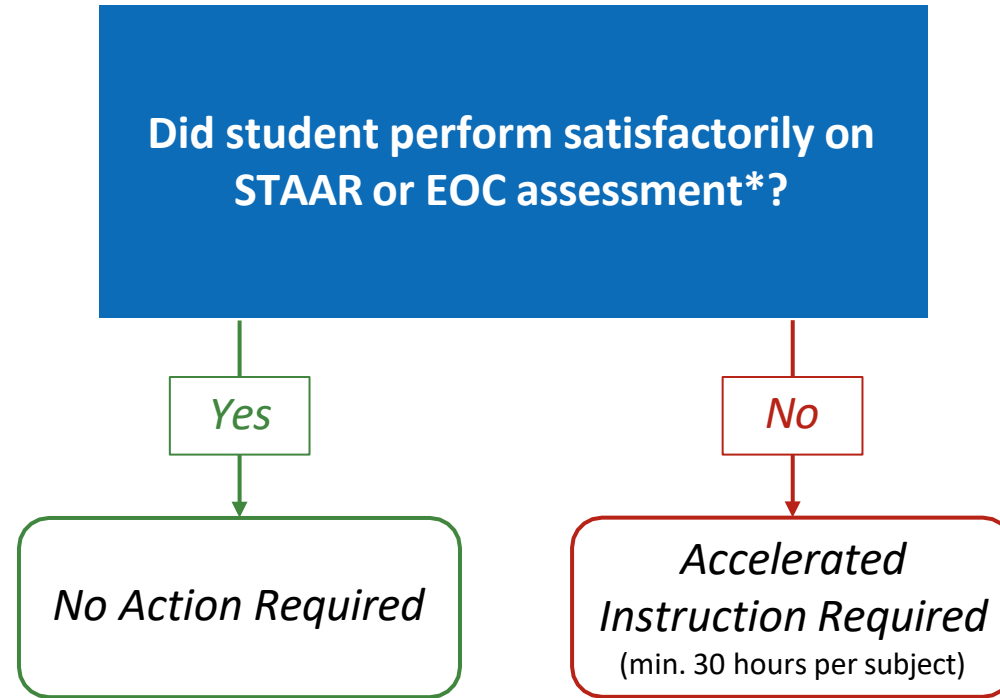 Did student perform satisfactorily on
STAAR or EOC assessment*?
Yes
No
No Action Required
Accelerated
Instruction Required
(min. 30 hours per subject)